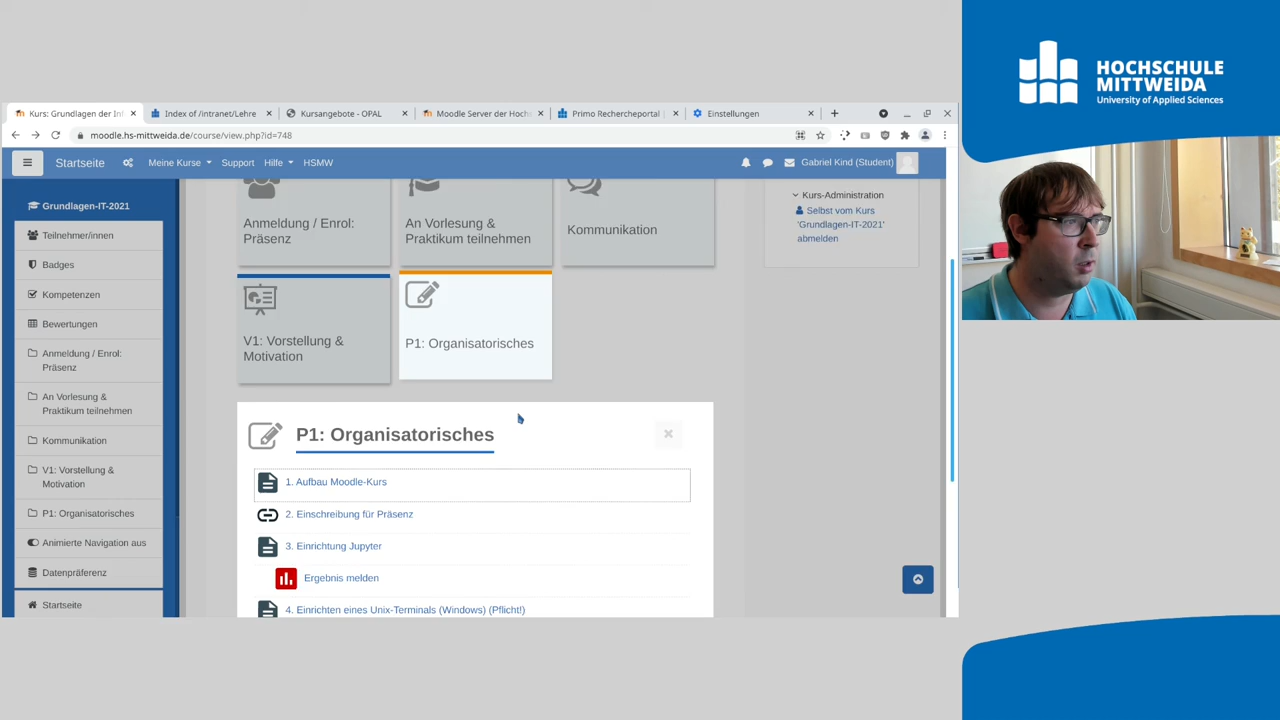 HOCHSCHULE
MITTWEIDA
University of Applied Sciences
Kurs: Grundlagen der In
Index of /intranet/Lehre
Kursangebote - OPAL
Moodle Server der Hoch
Primo Rechercheportal |
Einstellungen
moodle.hs-mittweida.de/course/view.php?id=748
Startseite
Meine Kurse
Support
Hilfe
HSMW
Gabriel Kind (Student)
Grundlagen-IT-2021
Teilnehmer/innen
Badges
Kompetenzen
Bewertungen
Anmeldung / Enrol:
Präsenz
An Vorlesung &
Praktikum teilnehmen
Kommunikation
V1: Vorstellung &
Motivation
P1: Organisatorisches
Animierte Navigation aus
Datenpräferenz
Startseite
Anmeldung / Enrol:
Präsenz
An Vorlesung &
Praktikum teilnehmen
Kommunikation
V1: Vorstellung &
Motivation
P1: Organisatorisches
P1: Organisatorisches
1. Aufbau Moodle-Kurs
2. Einschreibung für Präsenz
3. Einrichtung Jupyter
Ergebnis melden
4. Einrichten eines Unix-Terminals (Windows) (Pflicht!)
Kurs-Administration
Selbst vom Kurs
'Grundlagen-IT-2021'
abmelden